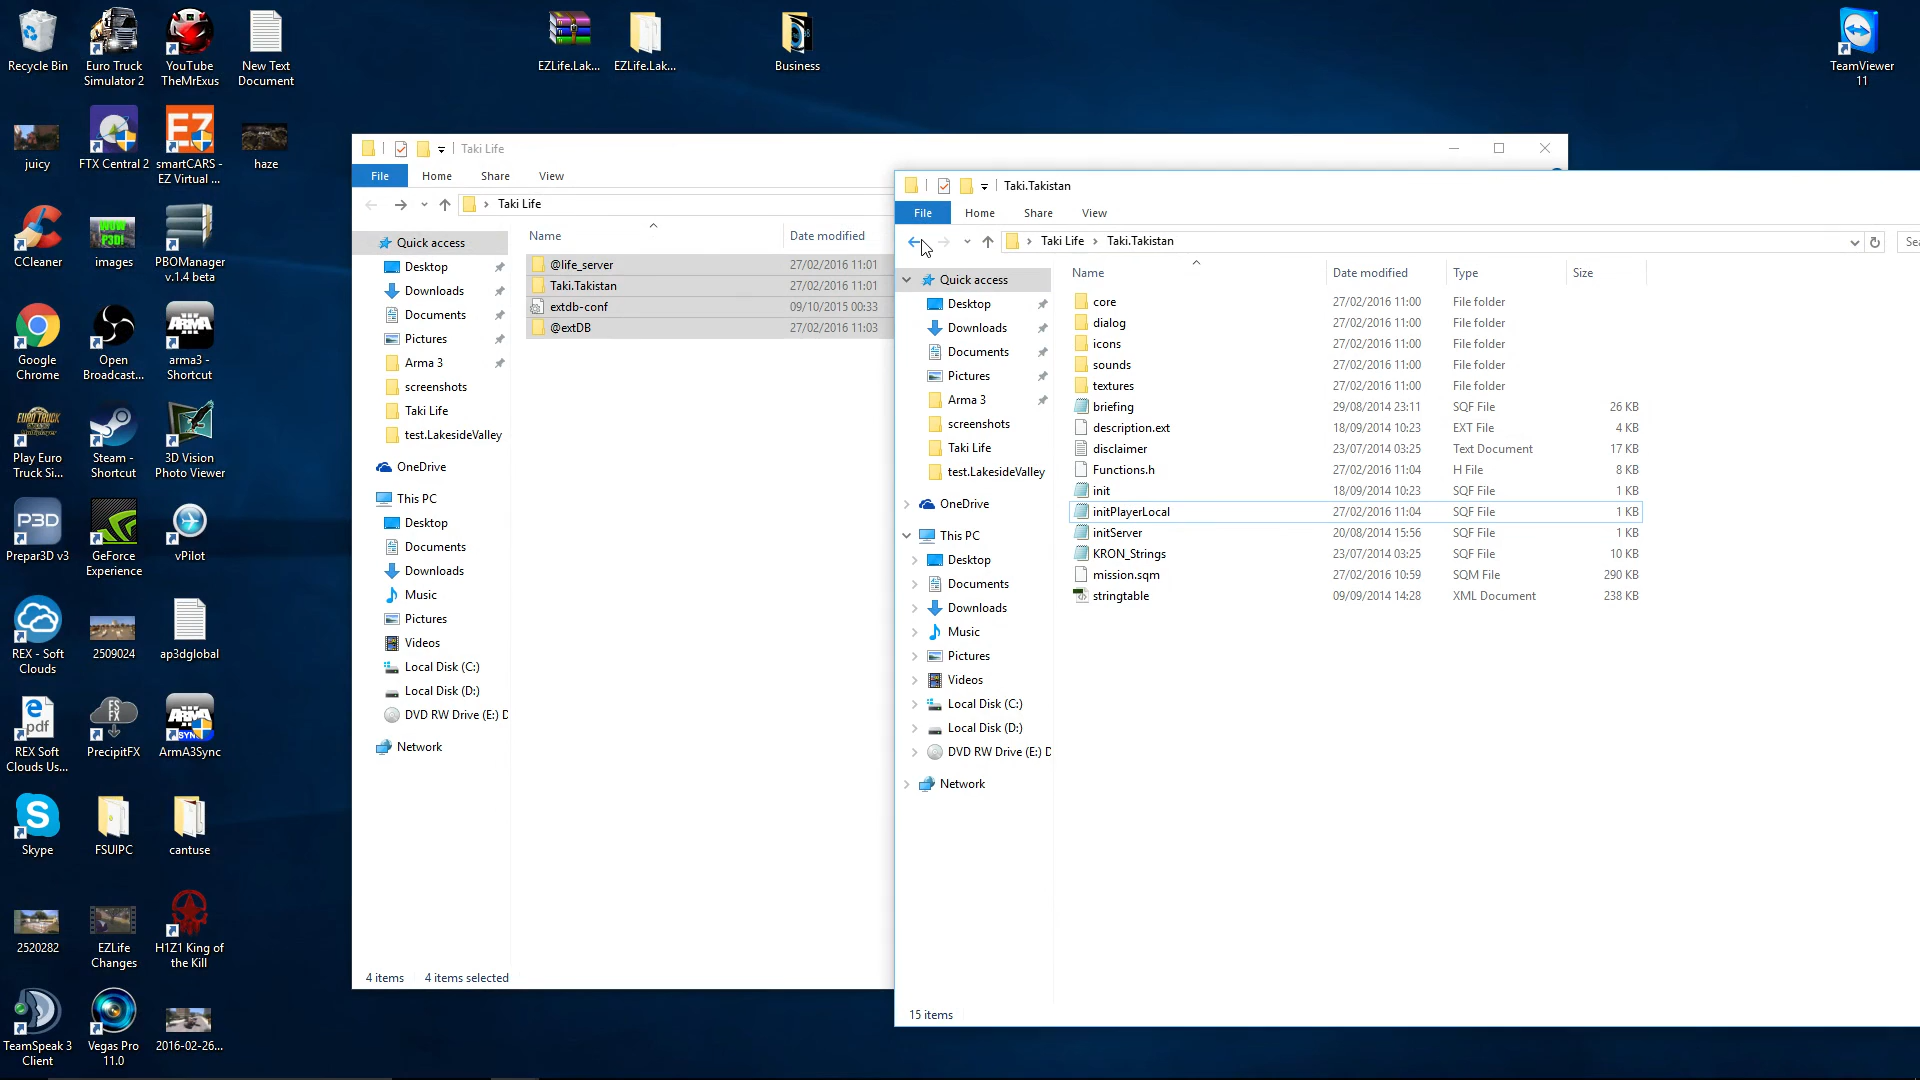 Recycle Bin
Euro Truck
Simulator 2
YouTube
TheMrExus
New Text
Document
EZLife.Lak...
EZLife.Lak...
Business
TeamViewer
11
juicy
FTX Central 2
smartCARS -
EZ Virtual ...
haze
CCleaner
images
PBOManager
v.1.4 beta
Google
Chrome
Open
Broadcast...
arma3 -
Shortcut
Play Euro
Truck Si...
Steam -
Shortcut
3D Vision
Photo Viewer
Prepar3D v3
GeForce
Experience
vPilot
REX - Soft
Clouds
2509024
ap3dglobal
REX Soft
Clouds Us...
PrecipitFX
ArmA3Sync
Skype
FSUIPC
cantuse
2520282
EZLife
Changes
H1Z1 King of
the Kill
TeamSpeak 3
Client
Vegas Pro
11.0
2016-02-26...
Taki Life
File Home Share View
Taki Life
Name Date modified
Quick access
Desktop
Downloads
Documents
Pictures
Arma 3
screenshots
Taki Life
test.LakesideValley
OneDrive
This PC
Desktop
Documents
Downloads
Music
Pictures
Videos
Local Disk (C:)
Local Disk (D:)
DVD RW Drive (E:) D
Network
@life_server 27/02/2016 11:01
Taki.Takistan 27/02/2016 11:01
extdb-conf 09/10/2015 00:33
@extDB 27/02/2016 11:03
4 items 4 items selected
Taki.Takistan
File Home Share View
Taki Life > Taki.Takistan
Sea
Name Date modified Type Size
Quick access
Desktop
Downloads
Documents
Pictures
Arma 3
screenshots
Taki Life
test.LakesideValley
OneDrive
This PC
Desktop
Documents
Downloads
Music
Pictures
Videos
Local Disk (C:)
Local Disk (D:)
DVD RW Drive (E:) D
Network
core 27/02/2016 11:00 File folder
dialog 27/02/2016 11:00 File folder
icons 27/02/2016 11:00 File folder
sounds 27/02/2016 11:00 File folder
textures 27/02/2016 11:00 File folder
briefing 29/08/2014 23:11 SQF File 26 KB
description.ext 18/09/2014 10:23 EXT File 4 KB
disclaimer 23/07/2014 03:25 Text Document 17 KB
Functions.h 27/02/2016 11:04 H File 8 KB
init 18/09/2014 10:23 SQF File 1 KB
initPlayerLocal 27/02/2016 11:04 SQF File 1 KB
initServer 20/08/2014 15:56 SQF File 1 KB
KRON_Strings 23/07/2014 03:25 SQF File 10 KB
mission.sqm 27/02/2016 10:59 SQM File 290 KB
stringtable 09/09/2014 14:28 XML Document 238 KB
15 items